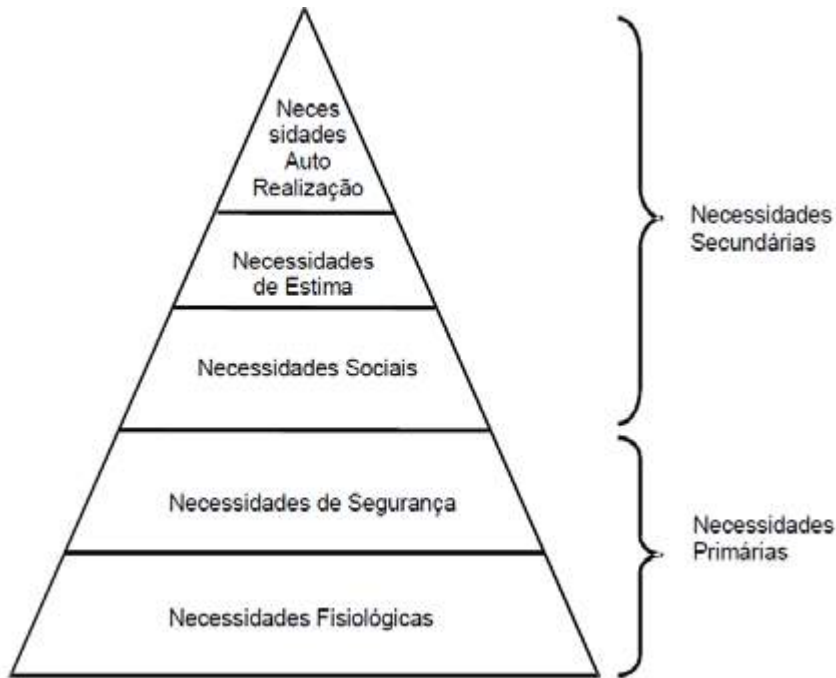 Neces
sidades
Auto
Realização
Necessidades
de Estima
Necessidades Sociais
Necessidades de Segurança
Necessidades Fisiológicas
Necessidades
Secundárias
Necessidades
Primárias